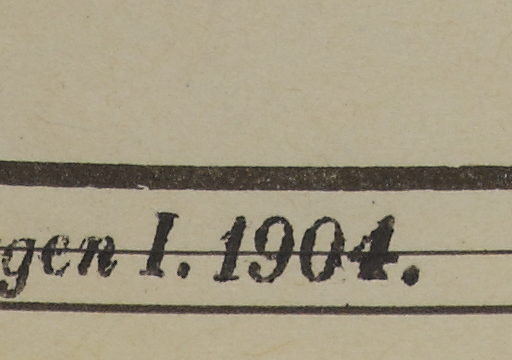 gen I. 1904.